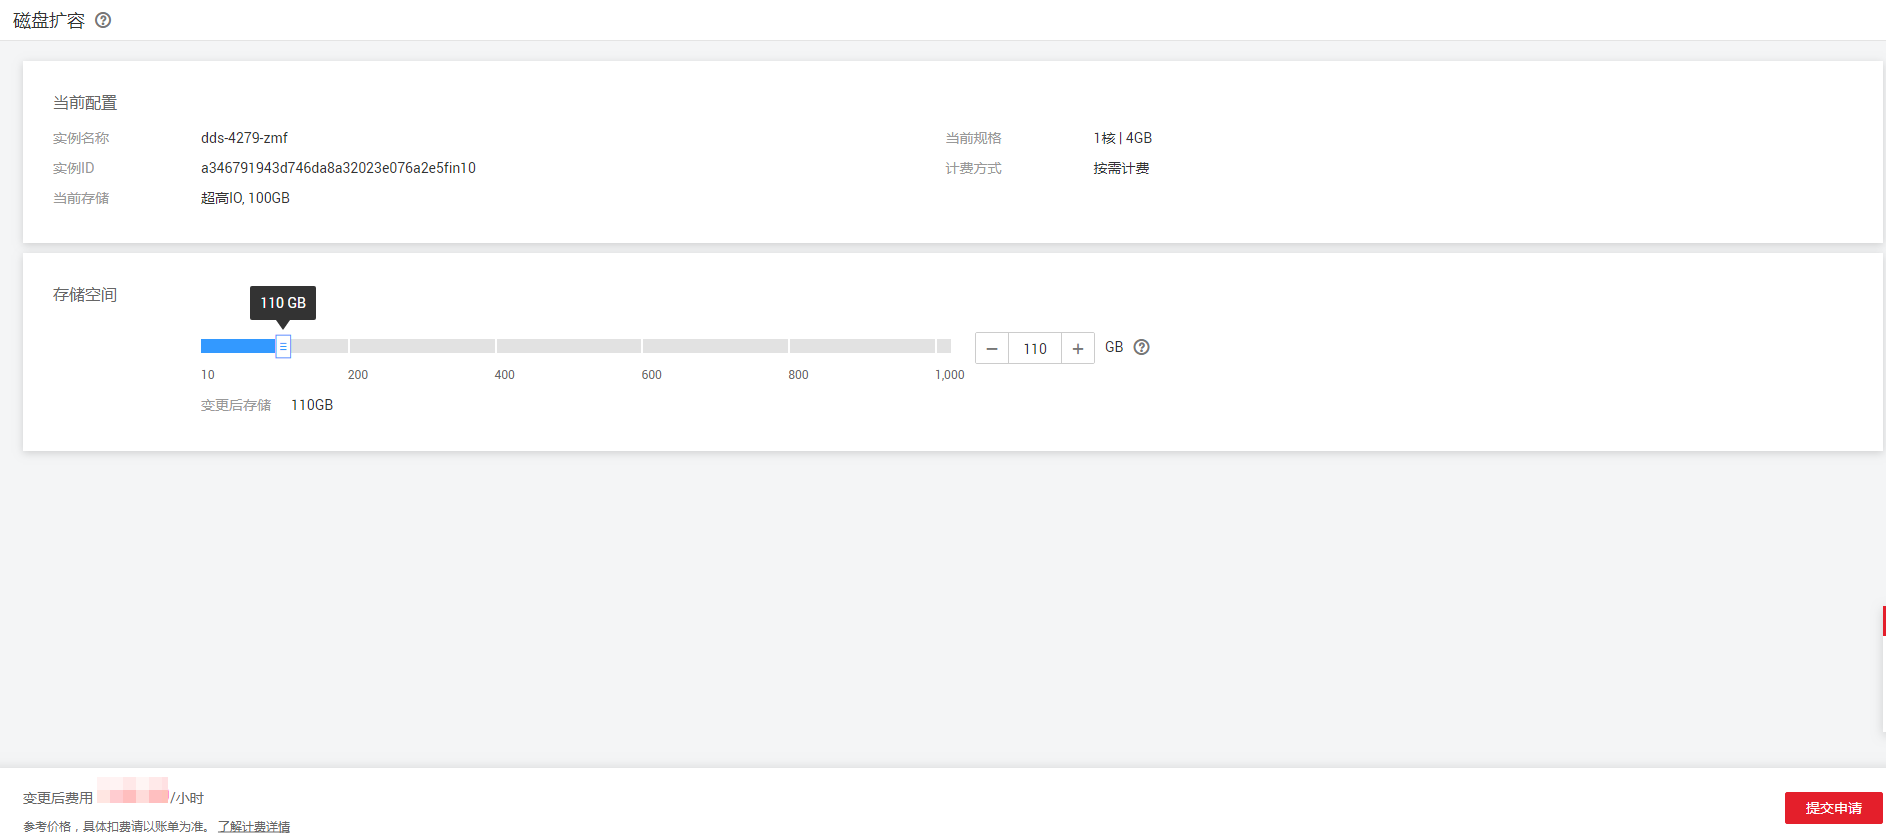 磁盘扩容
当前配置
实例名称 dds-4279-zmf 当前规格 1核 | 4GB
实例ID a346791943d746da8a32023e076a2e5fin10 计费方式 按需计费
当前存储 超高IO, 100GB
存储空间
110 GB
110 GB
10 200 400 600 800 1,000
变更后存储 110GB
变更后费用 /小时
参考价格，具体扣费请以账单为准。 了解计费详情
提交申请